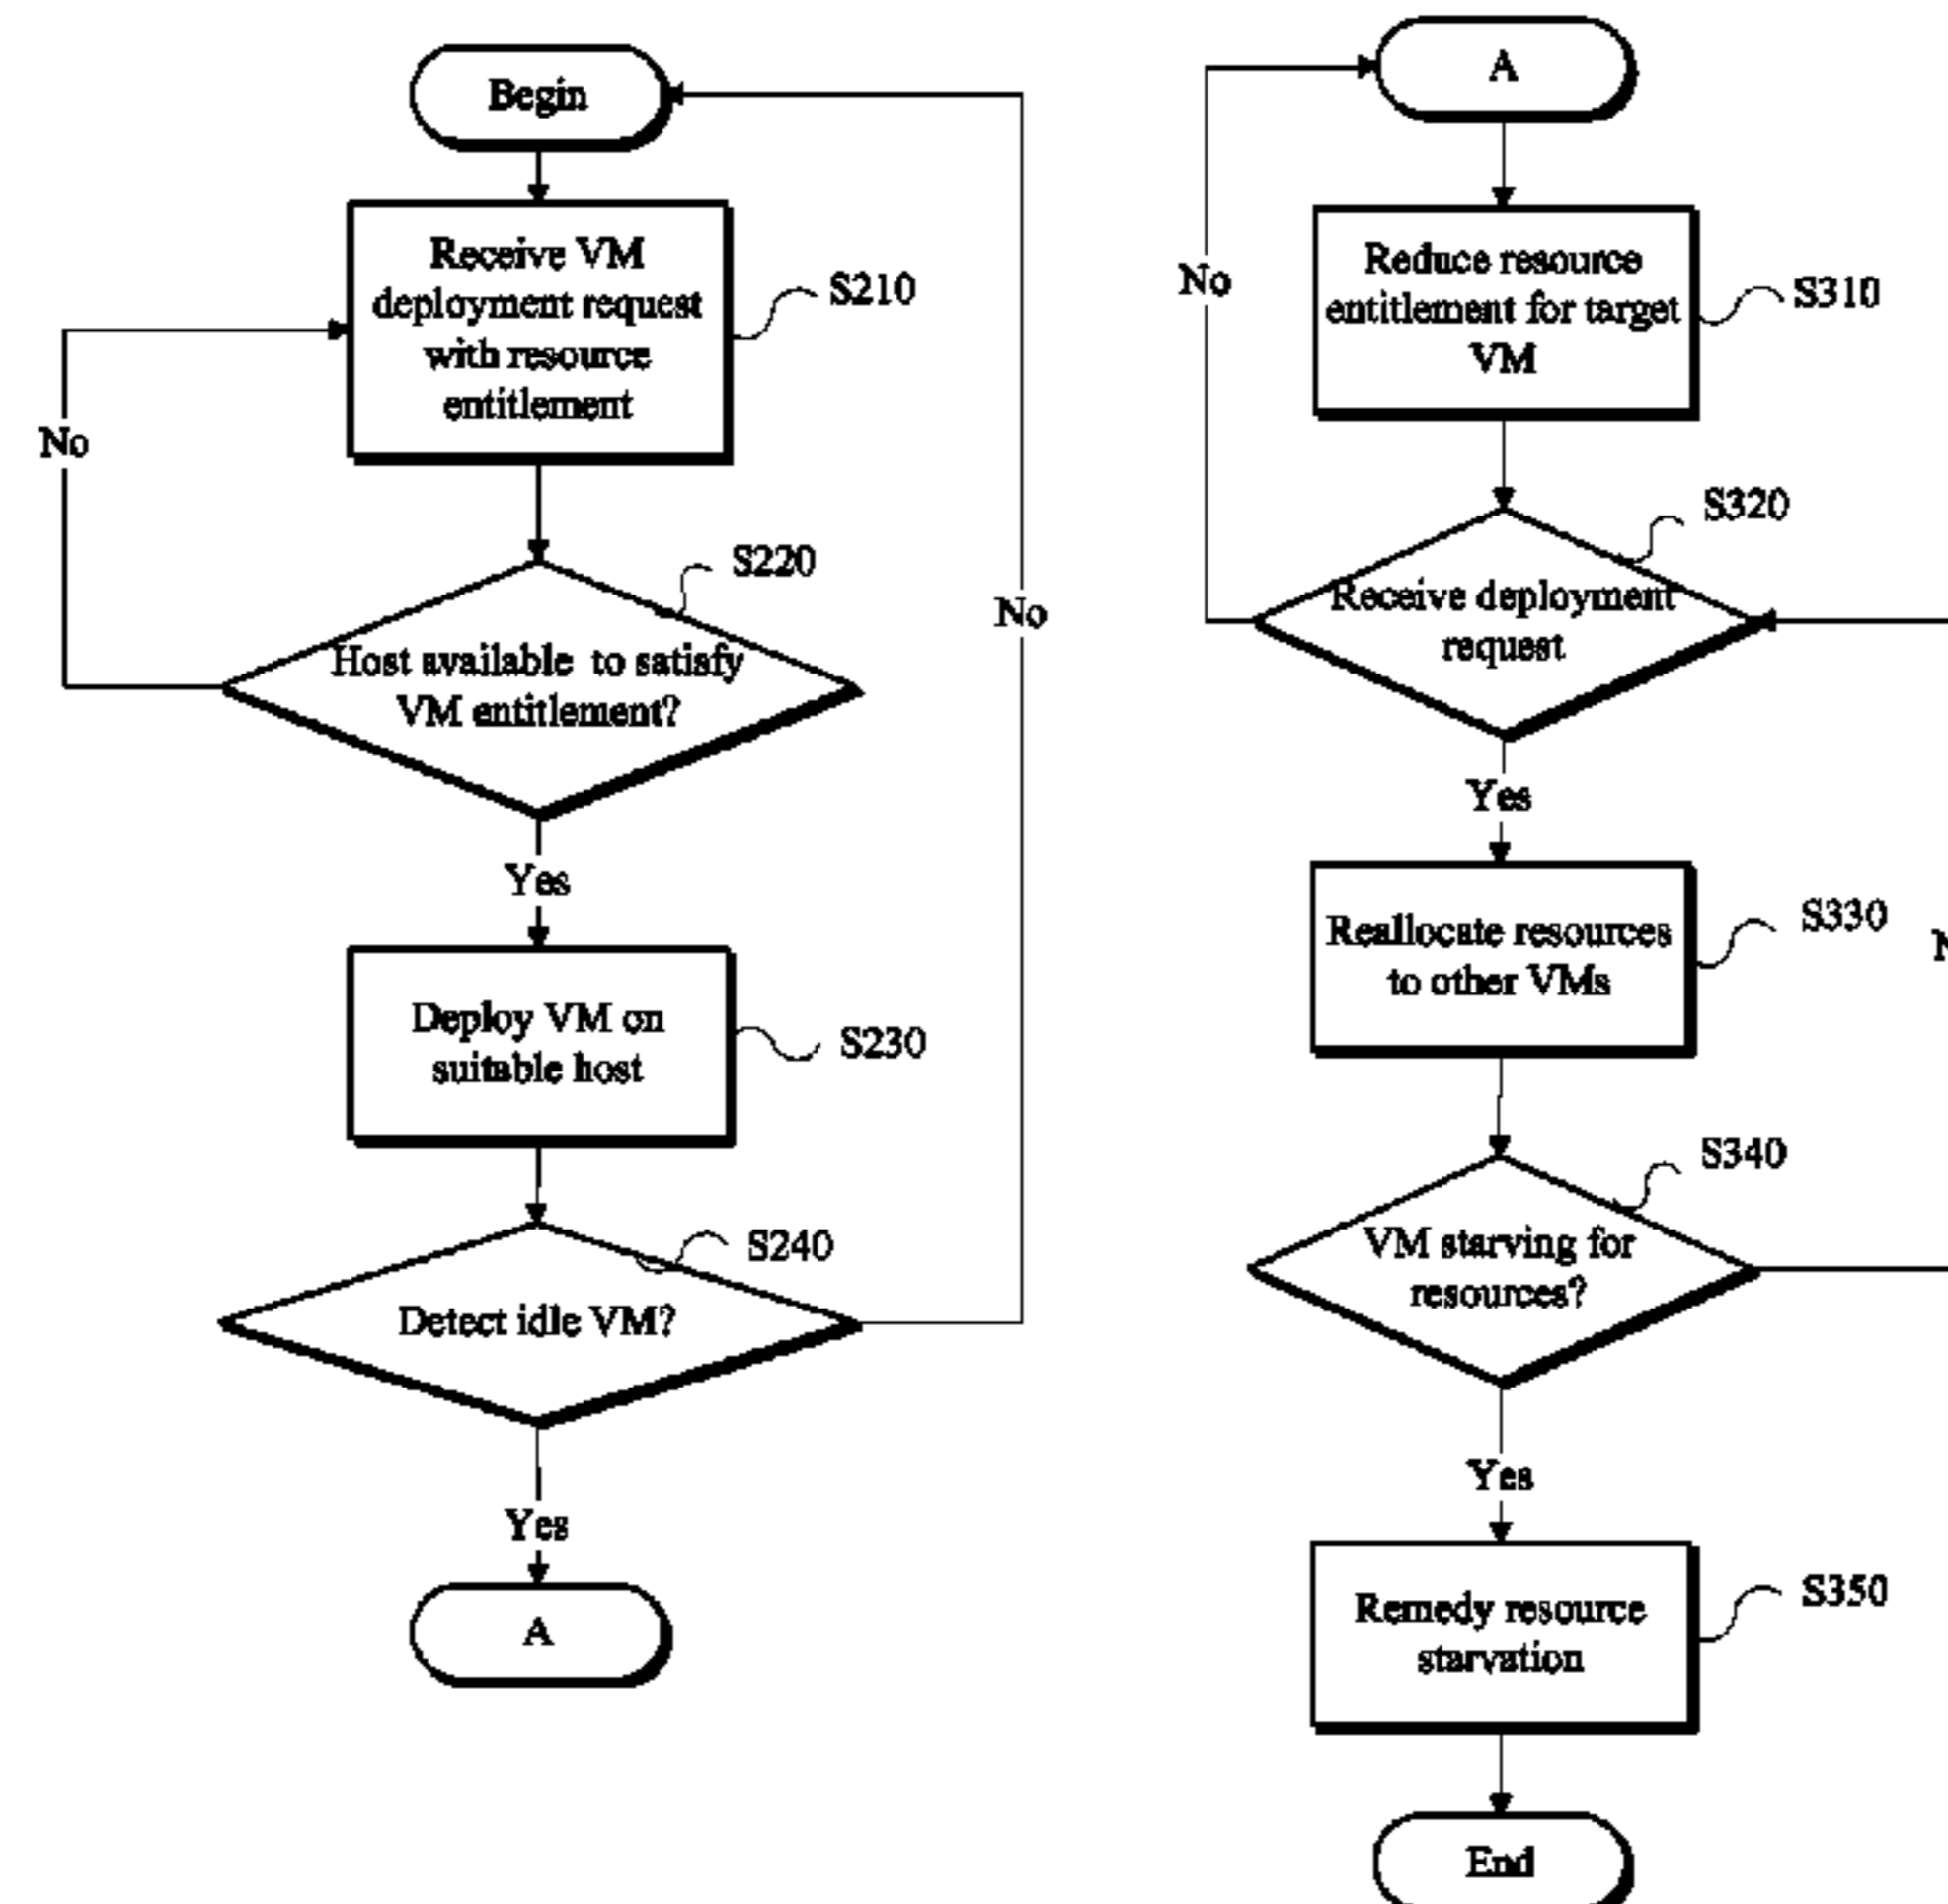 Begin
Receive VM
deployment request
with resource
entitlement
S210
No
S220
Host available to satisfy
VM entitlement?
No
Yes
Deploy VM on
suitable host
S230
S240
Detect idle VM?
Yes
A
A
No
Reduce resource
entitlement for target
VM
S310
S320
Receive deployment
request
Yes
Reallocate resources
to other VMs
S330
S340
VM starving for
resources?
Yes
Remedy resource
starvation
S350
End